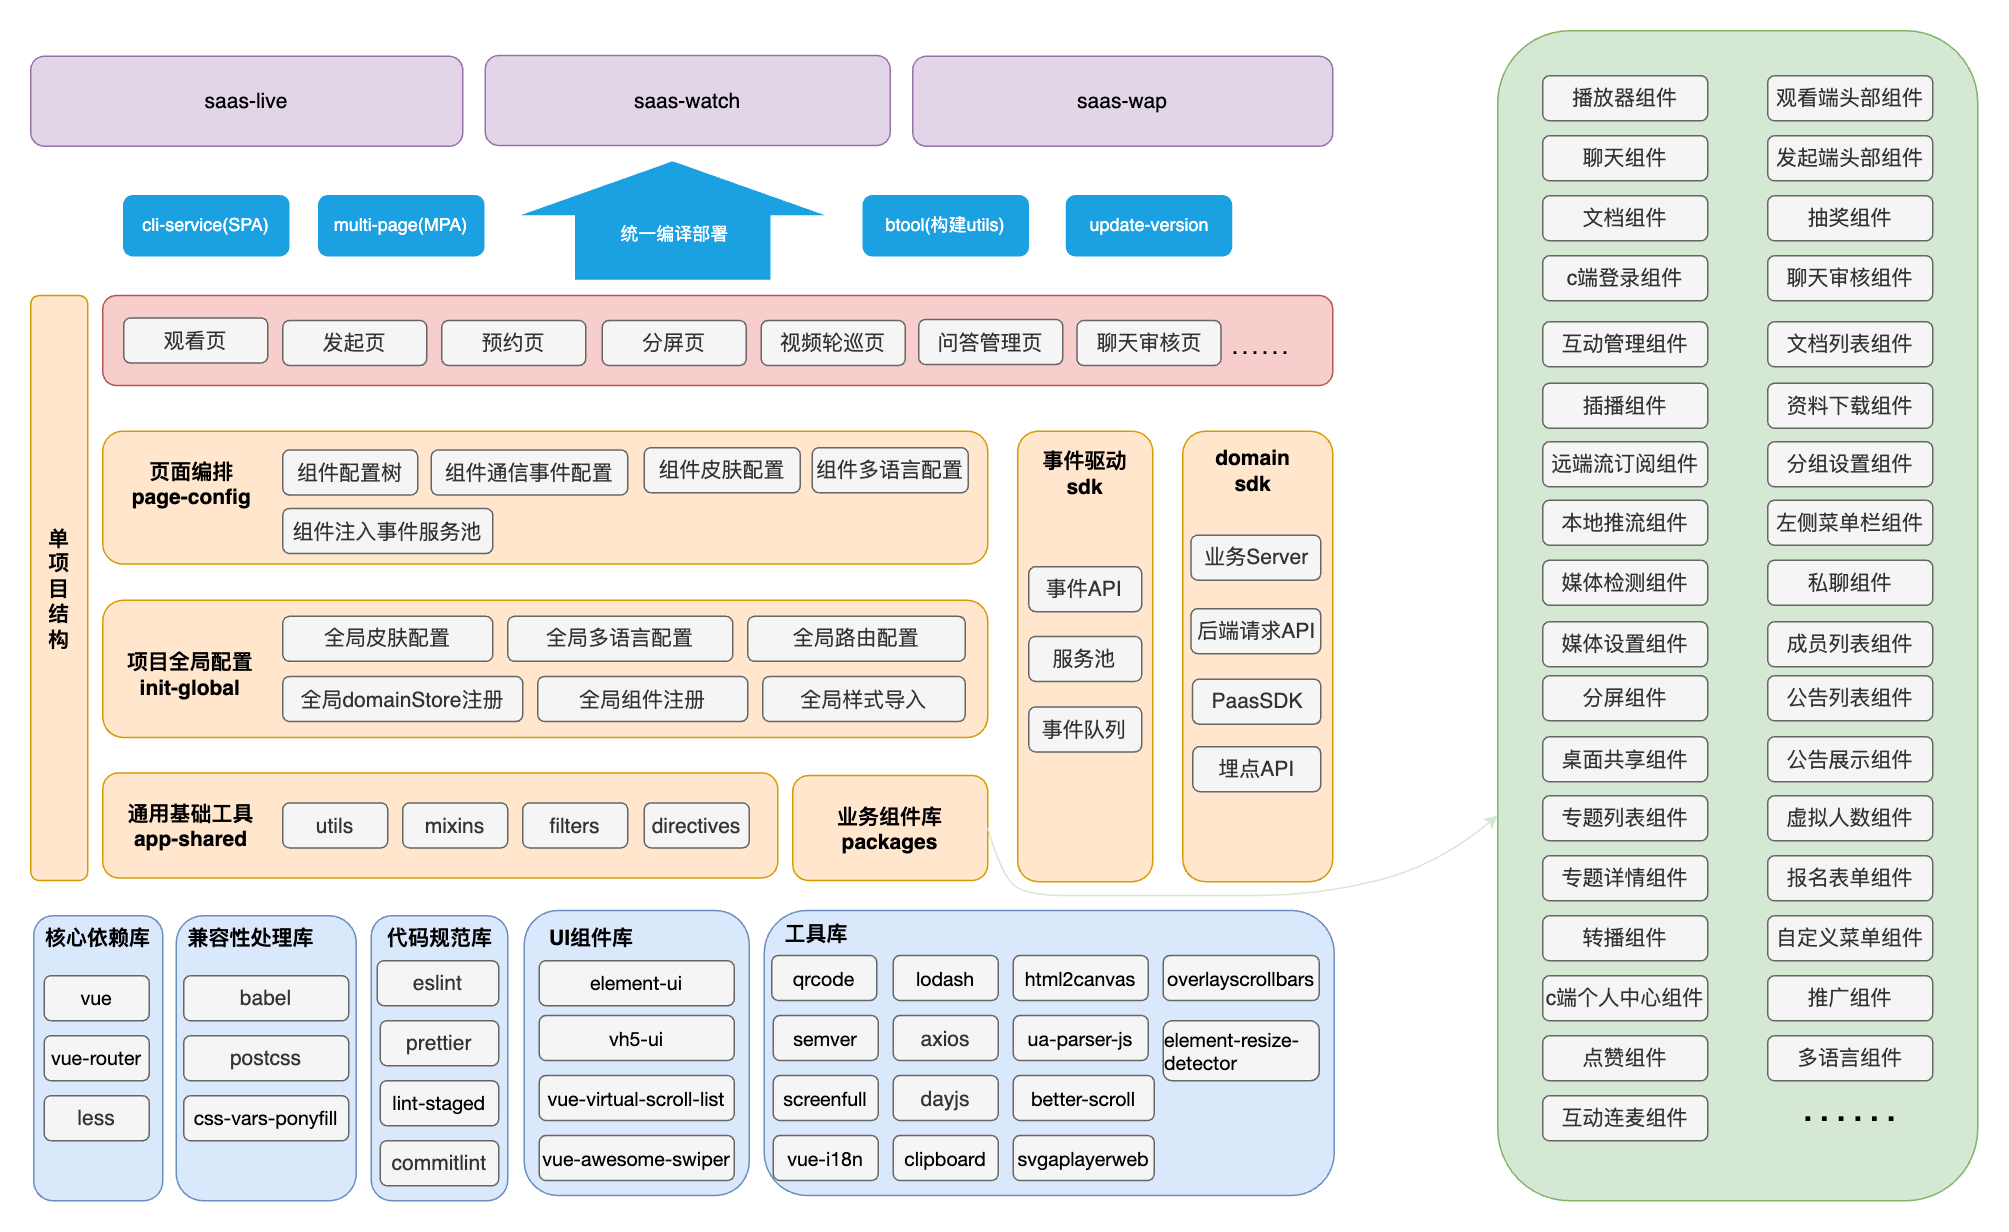 saas-live
saas-watch
saas-wap
cli-service(SPA)
multi-page(MPA)
统一编译部署
btool(构建utils)
update-version
单
项
目
结
构
观看页
发起页
预约页
分屏页
视频轮巡页
问答管理页
聊天审核页
......
页面编排
page-config
组件配置树
组件通信事件配置
组件皮肤配置
组件多语言配置
组件注入事件服务池
项目全局配置
init-global
全局皮肤配置
全局多语言配置
全局路由配置
全局domainStore注册
全局组件注册
全局样式导入
通用基础工具
app-shared
utils
mixins
filters
directives
业务组件库
packages
事件驱动
sdk
事件API
服务池
事件队列
domain
sdk
业务Server
后端请求API
PaasSDK
埋点API
核心依赖库
vue
vue-router
less
兼容性处理库
babel
postcss
css-vars-ponyfill
代码规范库
eslint
prettier
lint-staged
commitlint
UI组件库
element-ui
vh5-ui
vue-virtual-scroll-list
vue-awesome-swiper
工具库
qrcode
lodash
html2canvas
overlayscrollbars
semver
axios
ua-parser-js
element-resize-
detector
screenfull
dayjs
better-scroll
vue-i18n
clipboard
svgaplayerweb
播放器组件
观看端头部组件
聊天组件
发起端头部组件
文档组件
抽奖组件
c端登录组件
聊天审核组件
互动管理组件
文档列表组件
插播组件
资料下载组件
远端流订阅组件
分组设置组件
本地推流组件
左侧菜单栏组件
媒体检测组件
私聊组件
媒体设置组件
成员列表组件
分屏组件
公告列表组件
桌面共享组件
公告展示组件
专题列表组件
虚拟人数组件
专题详情组件
报名表单组件
转播组件
自定义菜单组件
c端个人中心组件
推广组件
点赞组件
多语言组件
互动连麦组件
......